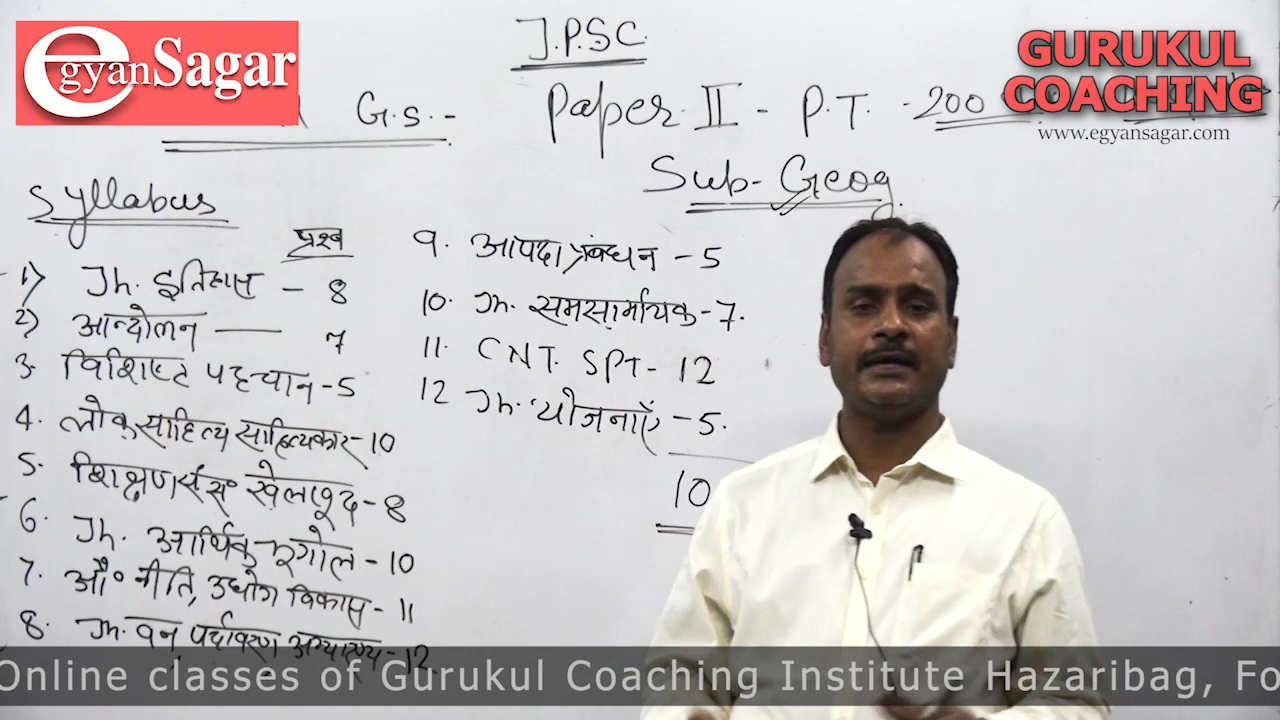 egyanSagar
J.P.S.C.
GURUKUL
COACHING
www.egyansagar.com
G.S.-
Paper-II - P.T. - 200
Sub- Geog.
Syllabus
प्रश्न
1) Jh. इतिहास - 8
2) आन्दोलन — 7
3. विशिष्ट पहचान - 5
4. लोक साहित्य साहित्यकार - 10
5. शिक्षण सं॰ खेलकूद - 8
6. Jh. आर्थिक भूगोल - 10
7. औ॰ नीति, उद्योग विकास - 11
8. Jh. वन, पर्यावरण अभ्यारण्य - 12
9. आपदा प्रबन्धन - 5
10. Jh. समसामयिक - 7.
11. CNT. SPT - 12
12 Jh. योजनाएँ - 5.
10
Online classes of Gurukul Coaching Institute Hazaribag, Fo